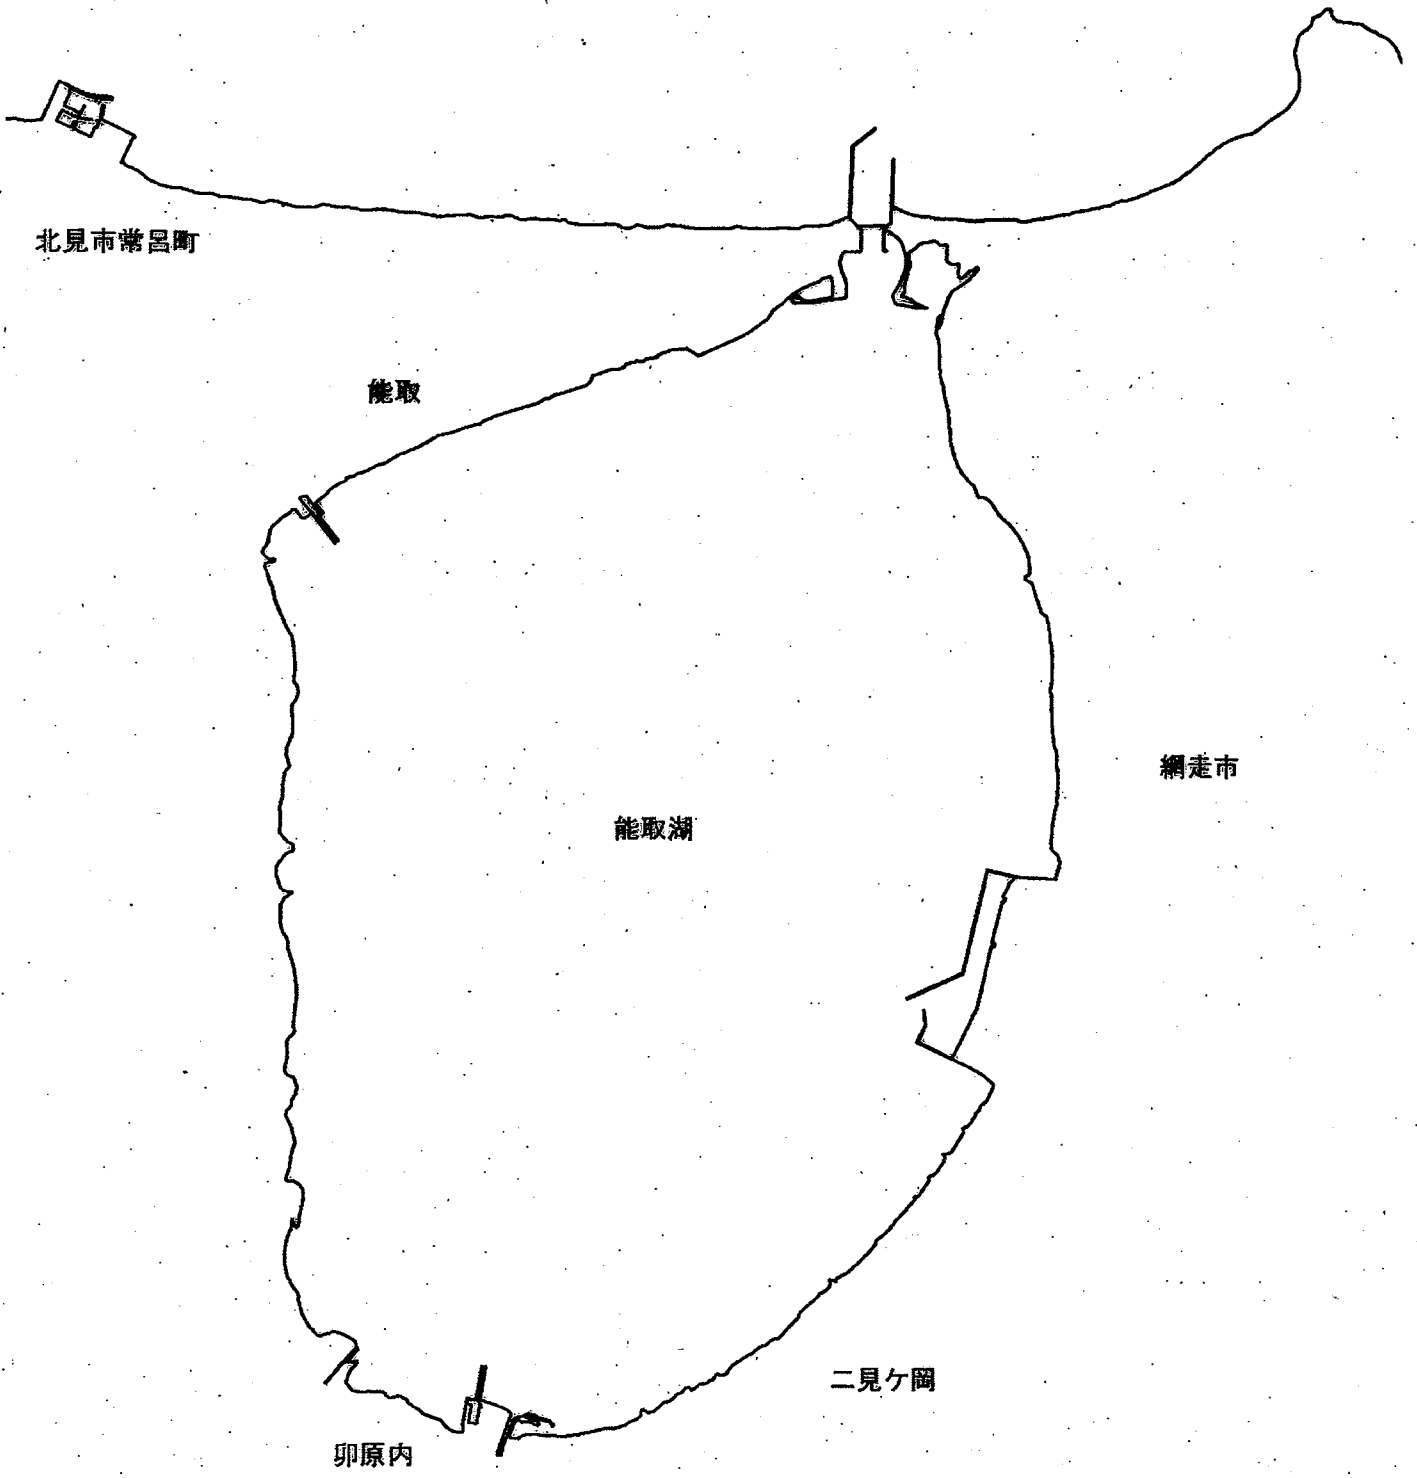 北見市常呂町
能取
網走市
能取湖
二見ケ岡
卯原内